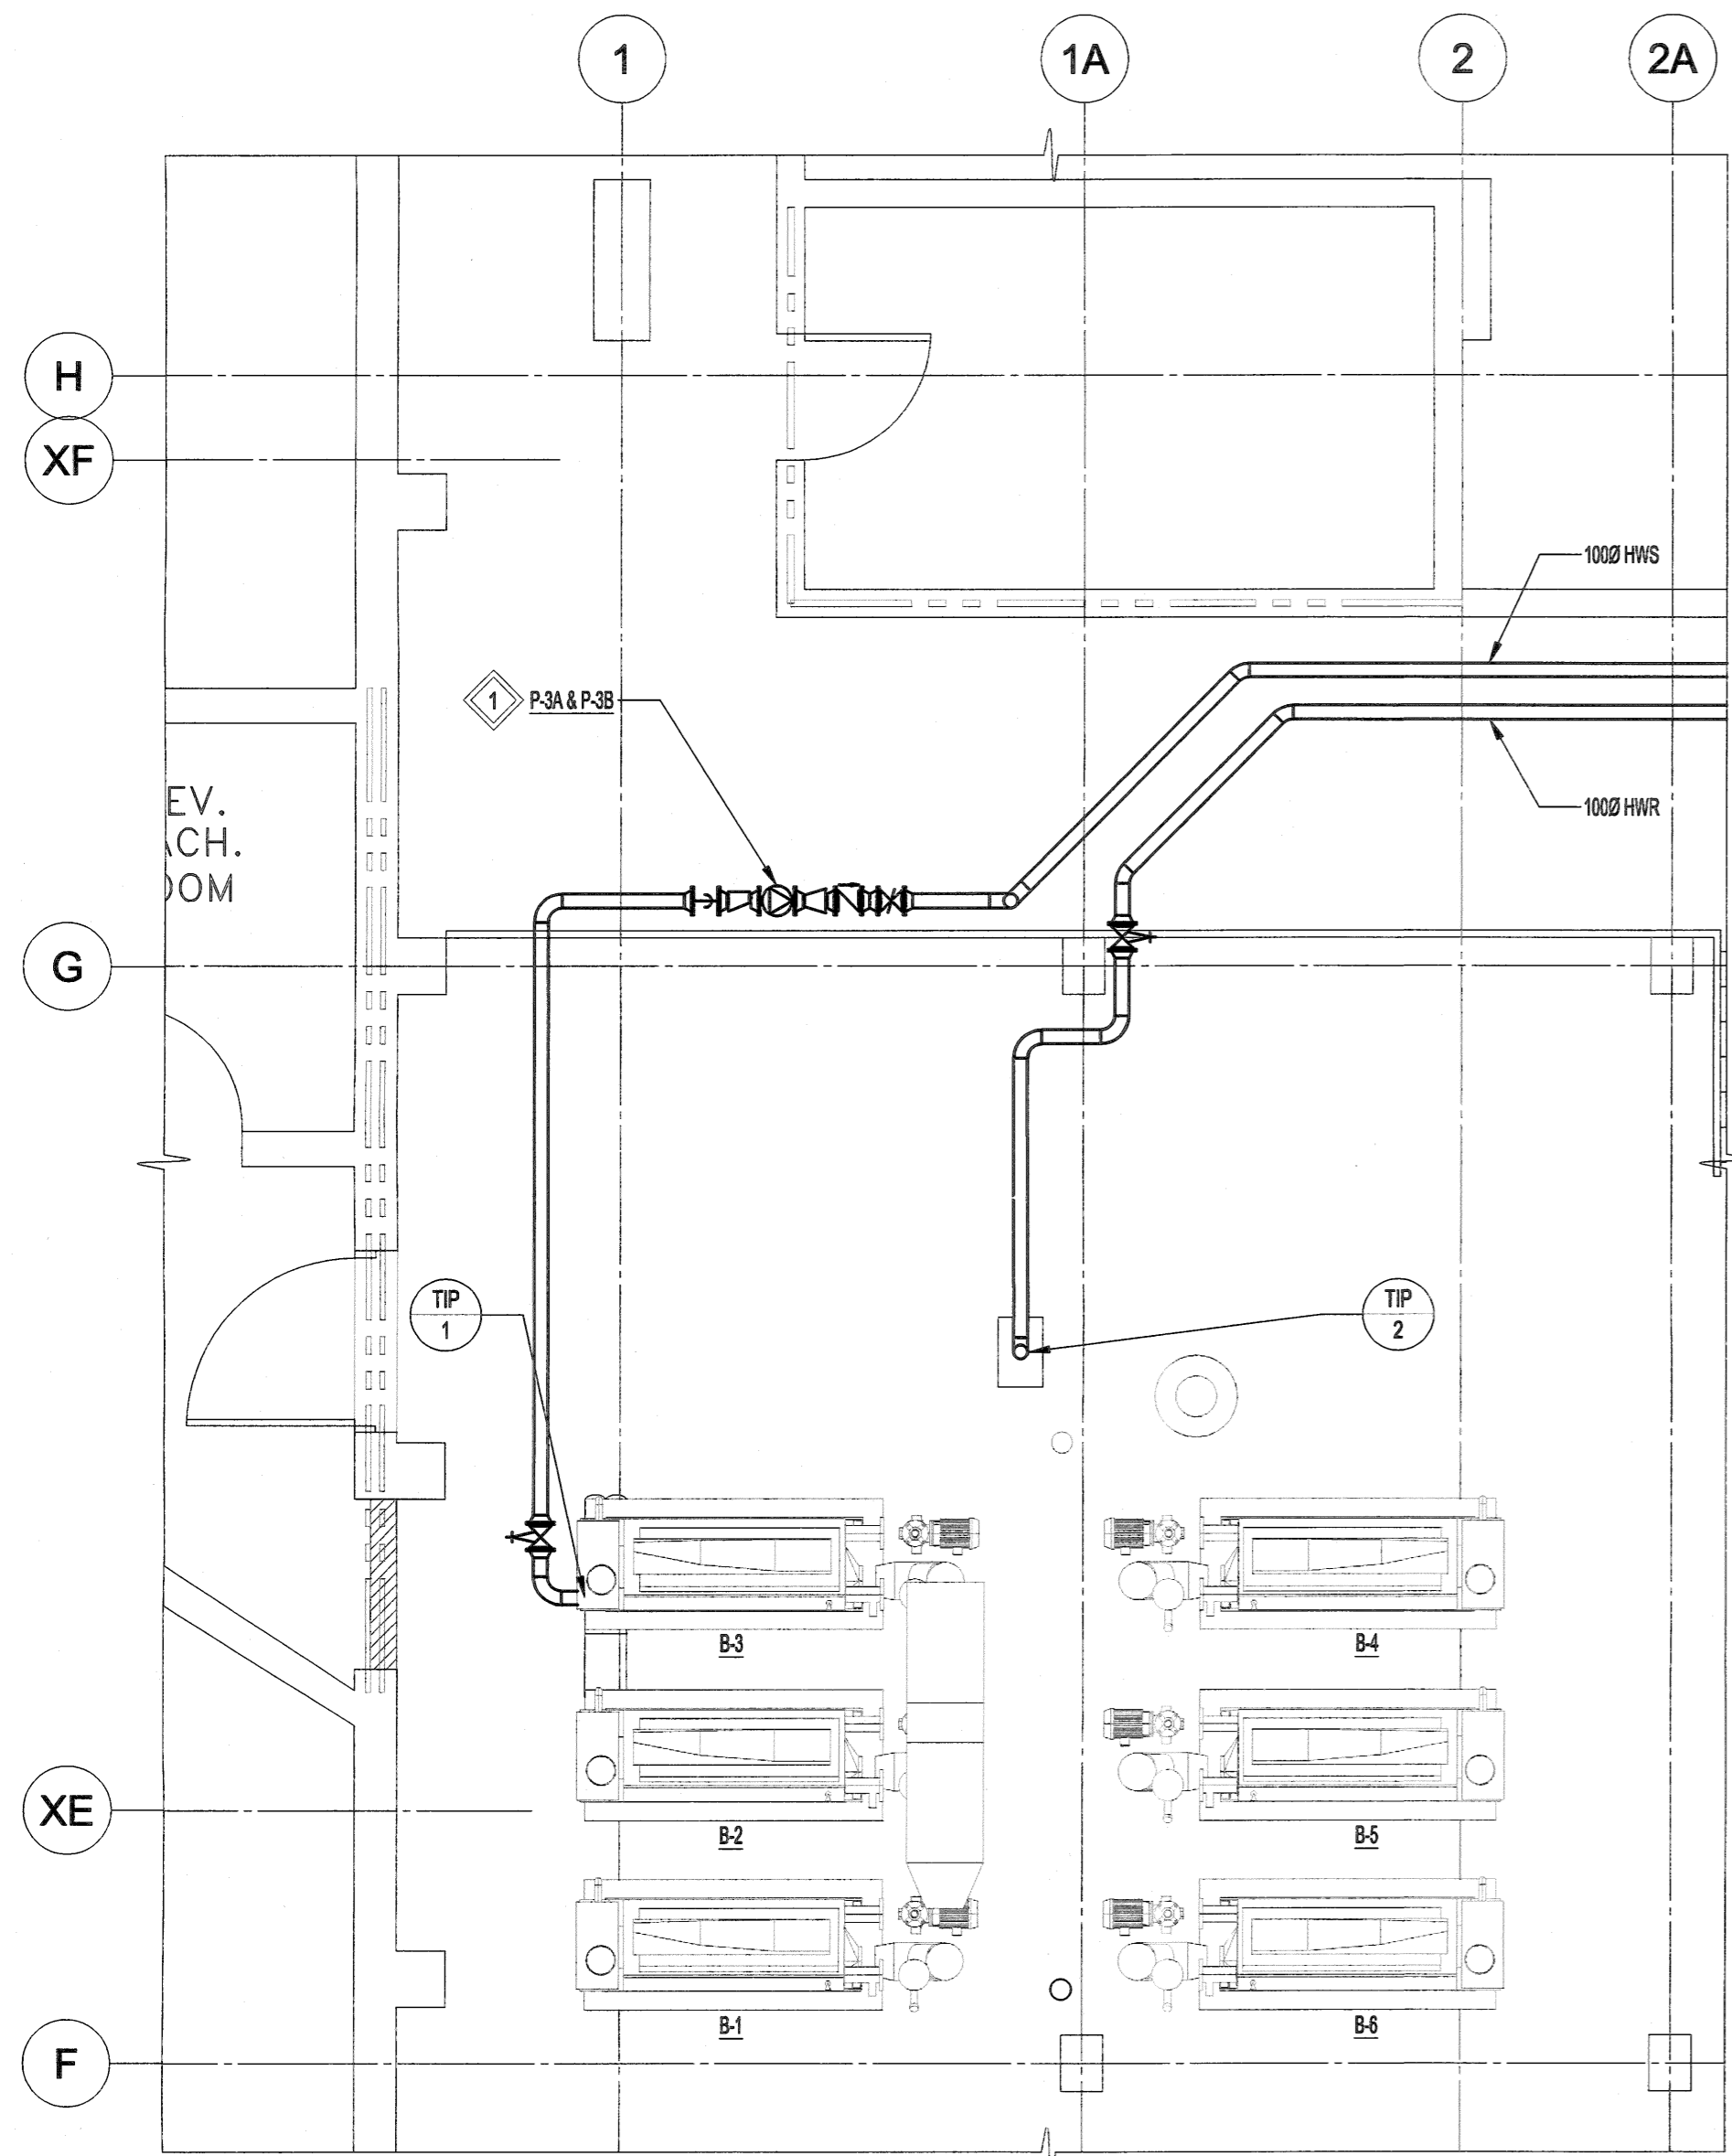 1
1A
2
2A
H
XF
100Ø HWS
1
P-3A & P-3B
EV.
ACH.
OOM
100Ø HWR
G
TIP
1
TIP
2
B-3
B-4
XE
B-2
B-5
B-1
B-6
F